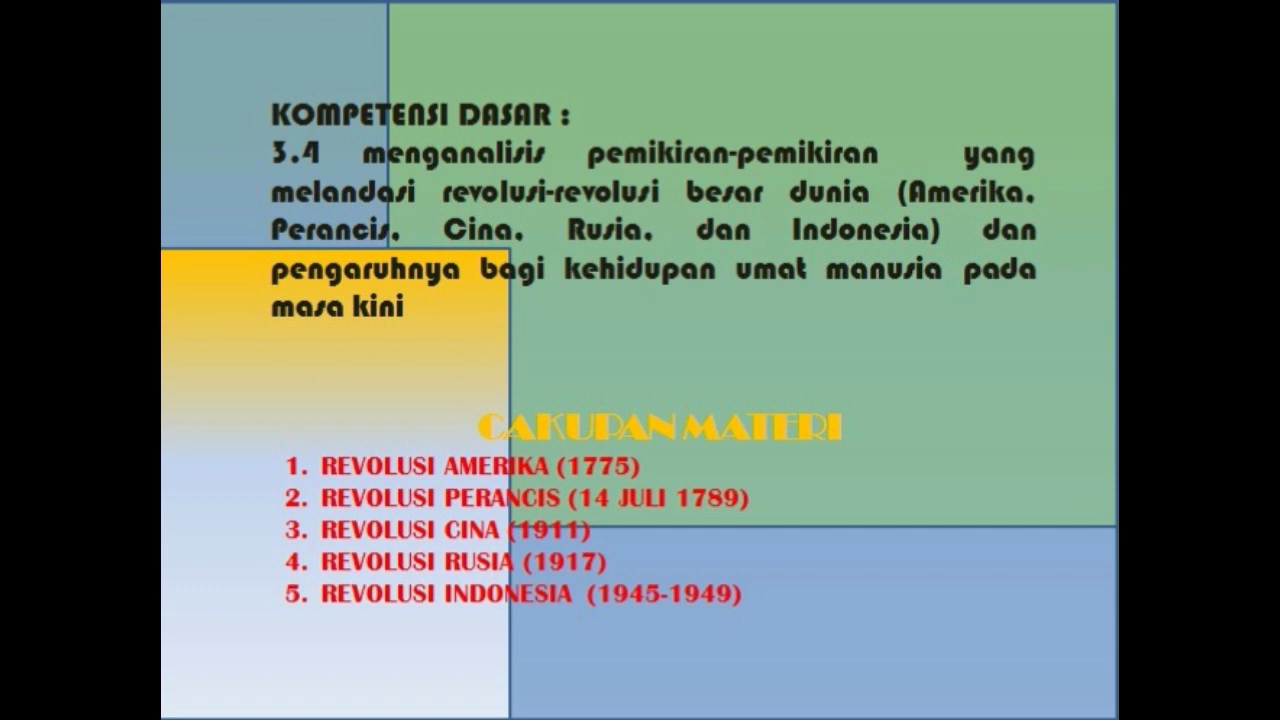 KOMPETENSI DASAR :
3.4 menganalisis pemikiran-pemikiran yang
melandasi revolusi-revolusi besar dunia (Amerika,
Perancis, Cina, Rusia, dan Indonesia) dan
pengaruhnya bagi kehidupan umat manusia pada
masa kini
CAKUPAN MATERI
1. REVOLUSI AMERIKA (1775)
2. REVOLUSI PERANCIS (14 JULI 1789)
3. REVOLUSI CINA (1911)
4. REVOLUSI RUSIA (1917)
5. REVOLUSI INDONESIA (1945-1949)